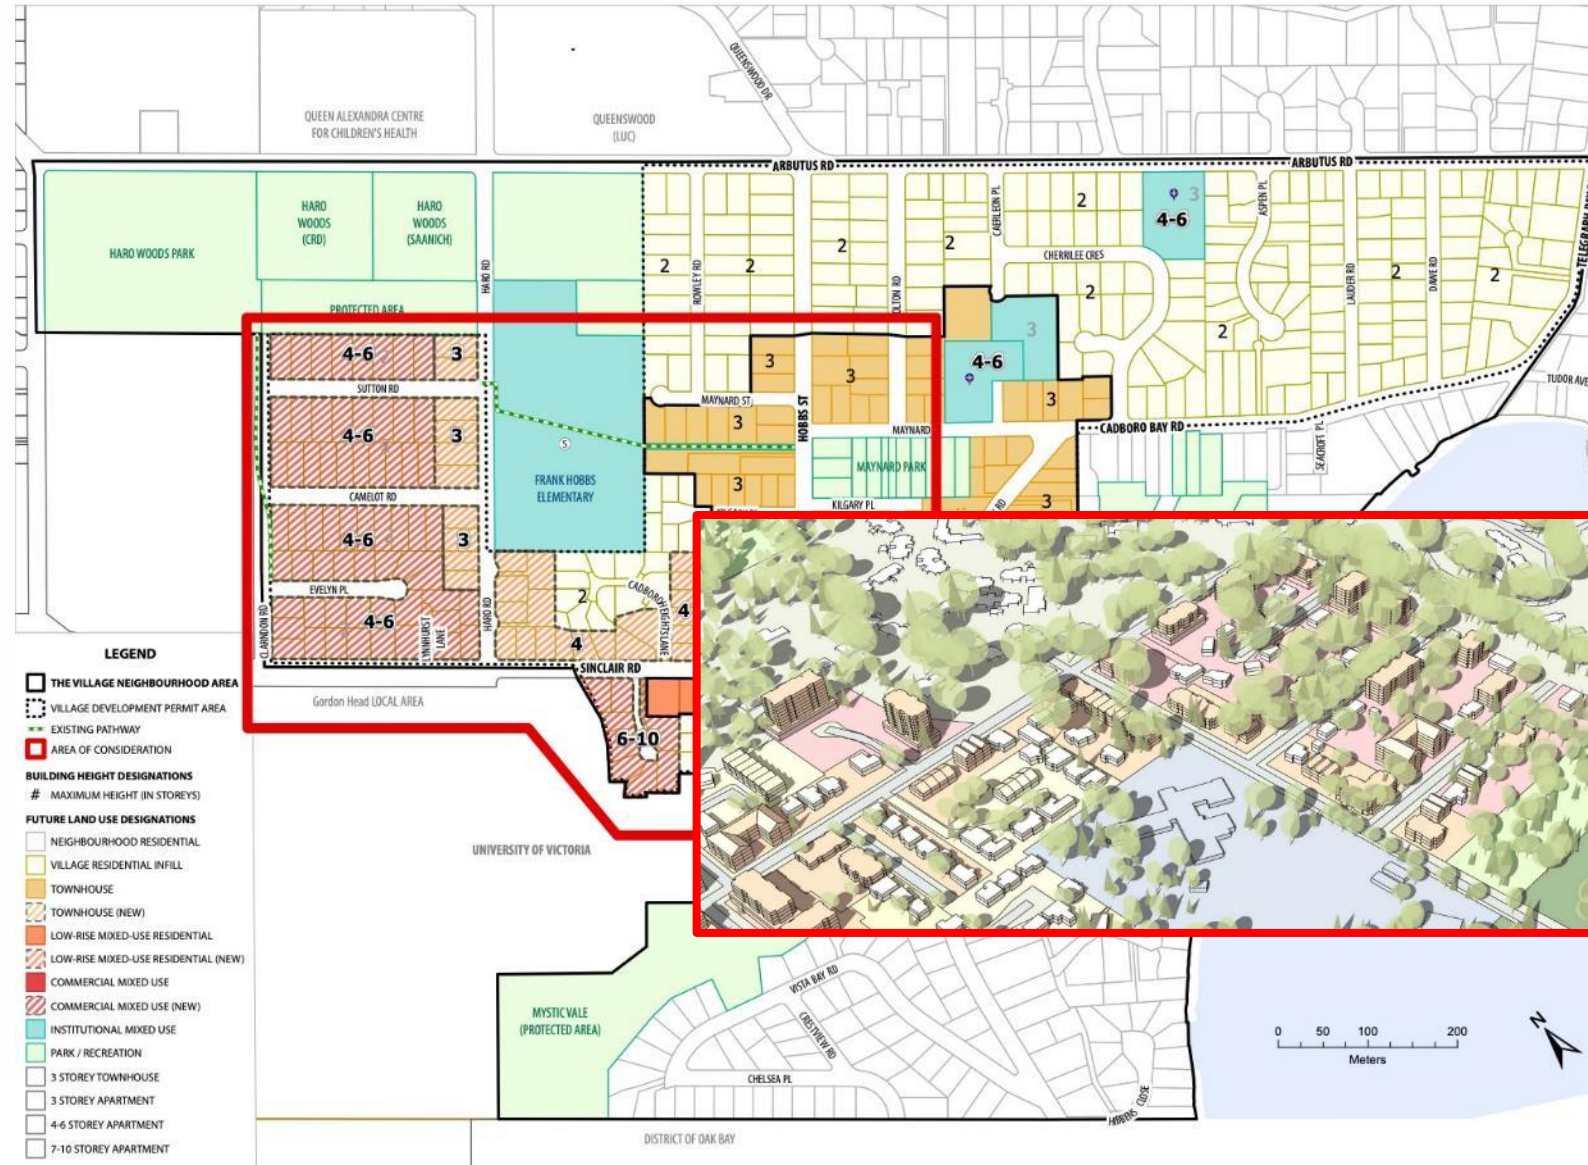 QUEENSWOOD DR
QUEEN ALEXANDRA CENTRE
FOR CHILDREN'S HEALTH
QUEENSWOOD
(LUC)
ARBUTUS RD
ARBUTUS RD
HARO WOODS PARK
HARO
WOODS
(CRD)
HARO
WOODS
(SAANICH)
HARO RD
PROTECTED AREA
2
ROWLEY RD
2
2
2
CAERLEON PL
2
3
4-6
ASPEN PL
CHERRILEE CRES
2
2
LAUDER RD
2
DAWE RD
2
4-6
3
SUTTON RD
4-6
3
CAMELOT RD
4-6
3
EVELYN PL
4-6
CLARNDON RD
LYNHURST
LANE
HARO RD
S
FRANK HOBBS
ELEMENTARY
3
3
MAYNARD ST
3
HOBBS ST
MAYNARD
MAYNARD PARK
3
KILGARY PL
3
4-6
3
3
CADBORO BAY RD
SEACROFT PL
TUDOR AVE
2
4
4
SINCLAIR RD
6-10
Gordon Head LOCAL AREA
UNIVERSITY OF VICTORIA
LEGEND
THE VILLAGE NEIGHBOURHOOD AREA
VILLAGE DEVELOPMENT PERMIT AREA
EXISTING PATHWAY
AREA OF CONSIDERATION
BUILDING HEIGHT DESIGNATIONS
# MAXIMUM HEIGHT (IN STOREYS)
FUTURE LAND USE DESIGNATIONS
NEIGHBOURHOOD RESIDENTIAL
VILLAGE RESIDENTIAL INFILL
TOWNHOUSE
TOWNHOUSE (NEW)
LOW-RISE MIXED-USE RESIDENTIAL
LOW-RISE MIXED-USE RESIDENTIAL (NEW)
COMMERCIAL MIXED USE
COMMERCIAL MIXED USE (NEW)
INSTITUTIONAL MIXED USE
PARK / RECREATION
3 STOREY TOWNHOUSE
3 STOREY APARTMENT
4-6 STOREY APARTMENT
7-10 STOREY APARTMENT
MYSTIC VALE
(PROTECTED AREA)
VISTA BAY RD
CRESTVIEW RD
CHELSEA PL
HIBBENS CLOSE
DISTRICT OF OAK BAY
N
0 50 100 200
Meters